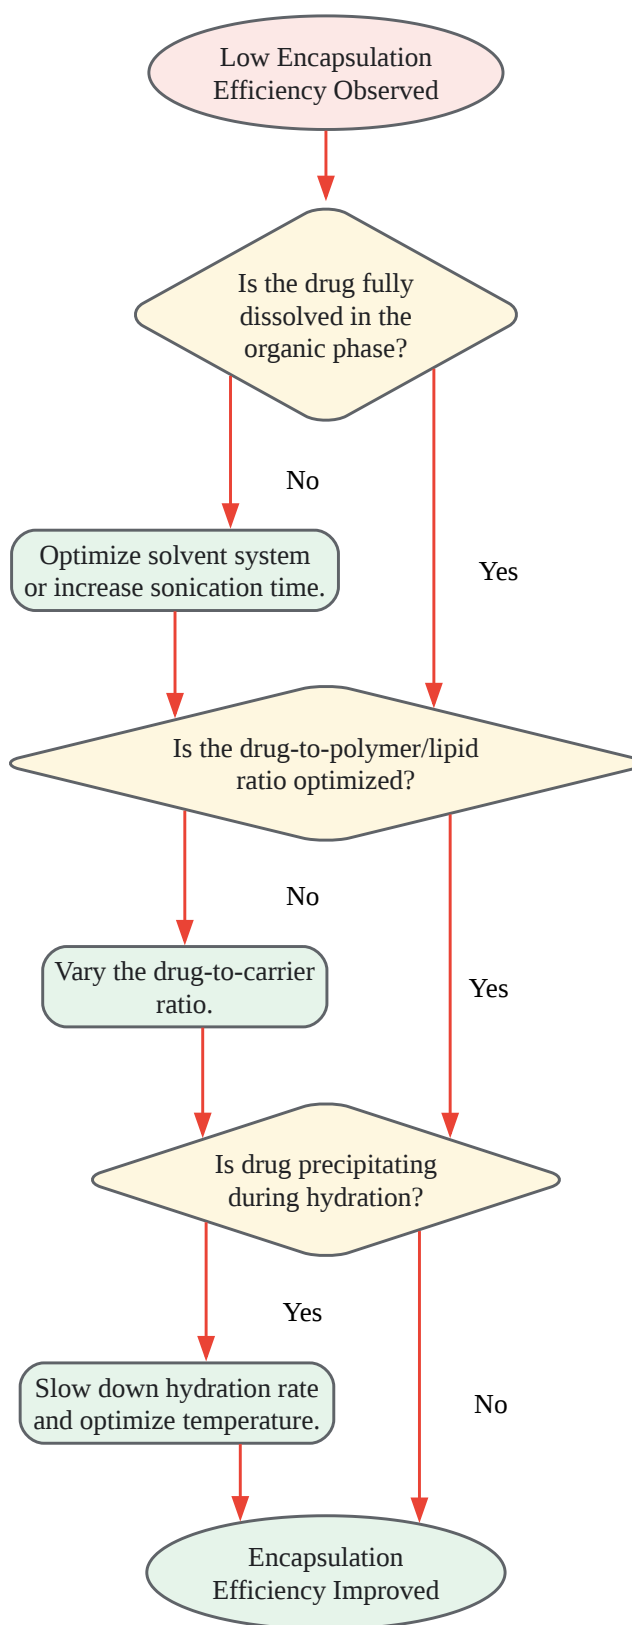 Low Encapsulation
Efficiency Observed
Is the drug fully
dissolved in the
organic phase?
No
Optimize solvent system
or increase sonication time.
Yes
Is the drug-to-polymer/lipid
ratio optimized?
No
Vary the drug-to-carrier
ratio.
Yes
Is drug precipitating
during hydration?
Yes
Slow down hydration rate
and optimize temperature.
No
Encapsulation
Efficiency Improved